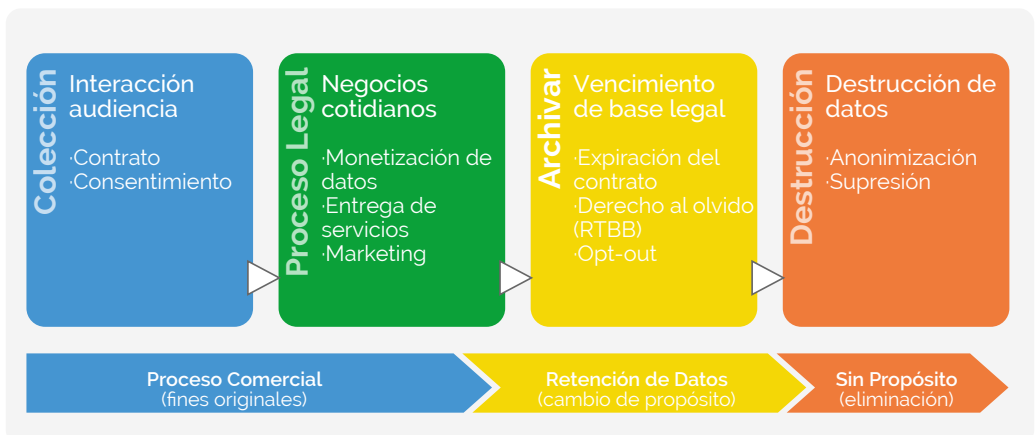 Colección
Interacción
audiencia
·Contrato
·Consentimiento
Proceso Legal
Negocios
cotidianos
·Monetización de
datos
·Entrega de
servicios
·Marketing
Archivar
Vencimiento
de base legal
·Expiración del
contrato
·Derecho al olvido
(RTBB)
·Opt-out
Destrucción
Destrucción de
datos
·Anonimización
·Supresión
Proceso Comercial
(fines originales)
Retención de Datos
(cambio de propósito)
Sin Propósito
(eliminación)